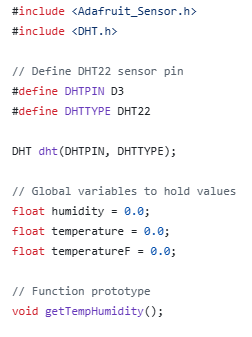 #include <Adafruit_Sensor.h>
#include <DHT.h>
// Define DHT22 sensor pin
#define DHTPIN D3
#define DHTTYPE DHT22
DHT dht(DHTPIN, DHTTYPE);
// Global variables to hold values
float humidity = 0.0;
float temperature = 0.0;
float temperatureF = 0.0;
// Function prototype
void getTempHumidity();